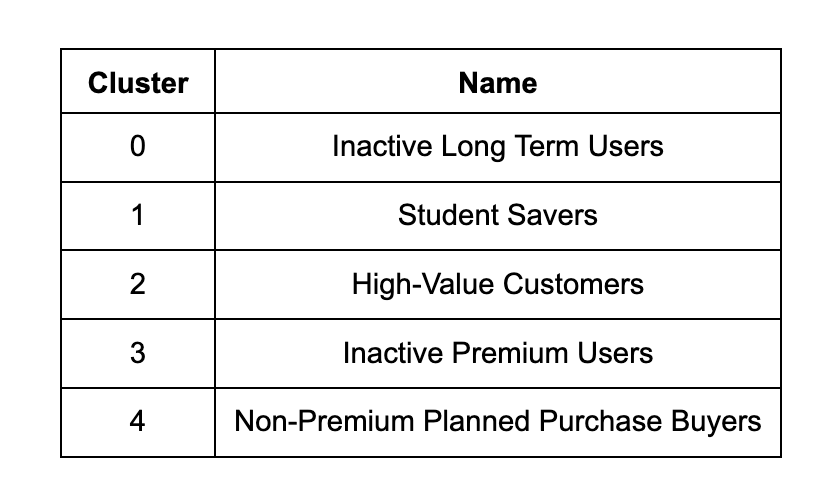 Cluster Name
0 Inactive Long Term Users
1 Student Savers
2 High-Value Customers
3 Inactive Premium Users
4 Non-Premium Planned Purchase Buyers